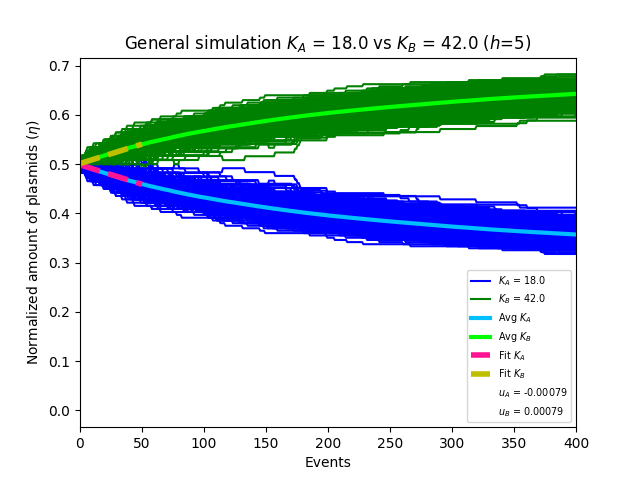 General simulation K_A = 18.0 vs K_B = 42.0 (h=5)
Normalized amount of plasmids (η)
0.7
0.6
0.5
0.4
0.3
0.2
0.1
0.0
K_A = 18.0
K_B = 42.0
Avg K_A
Avg K_B
Fit K_A
Fit K_B
u_A = -0.00079
u_B = 0.00079
0 50 100 150 200 250 300 350 400
Events